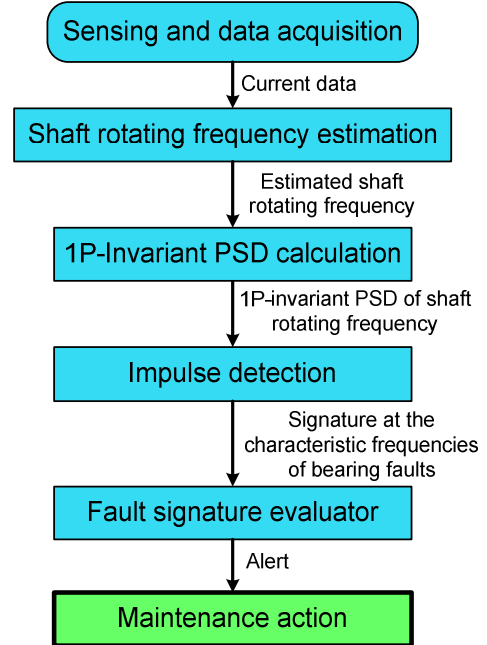 Sensing and data acquisition
Current data
Shaft rotating frequency estimation
Estimated shaft
rotating frequency
1P-Invariant PSD calculation
1P-invariant PSD of shaft
rotating frequency
Impulse detection
Signature at the
characteristic frequencies
of bearing faults
Fault signature evaluator
Alert
Maintenance action